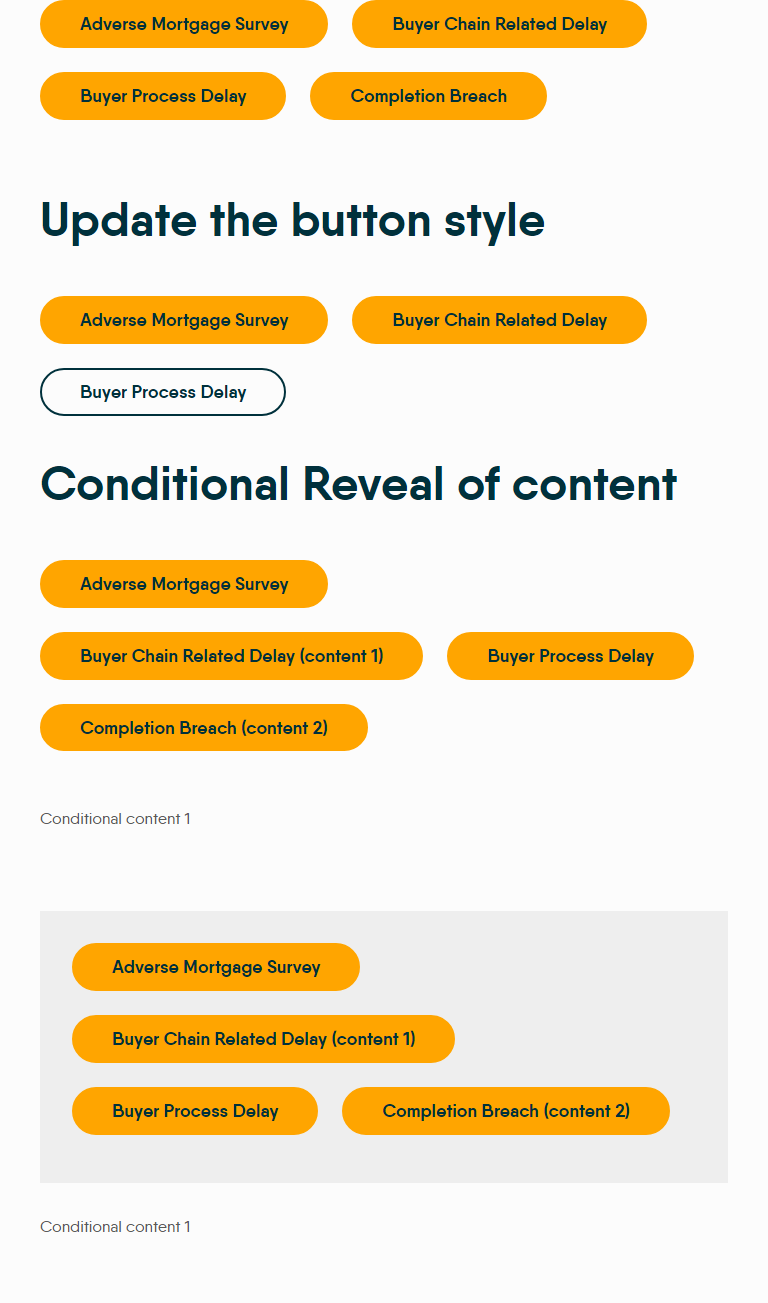 Adverse Mortgage Survey Buyer Chain Related Delay
Buyer Process Delay Completion Breach
Update the button style
Adverse Mortgage Survey Buyer Chain Related Delay
Buyer Process Delay
Conditional Reveal of content
Adverse Mortgage Survey
Buyer Chain Related Delay (content 1) Buyer Process Delay
Completion Breach (content 2)
Conditional content 1
Adverse Mortgage Survey
Buyer Chain Related Delay (content 1)
Buyer Process Delay Completion Breach (content 2)
Conditional content 1